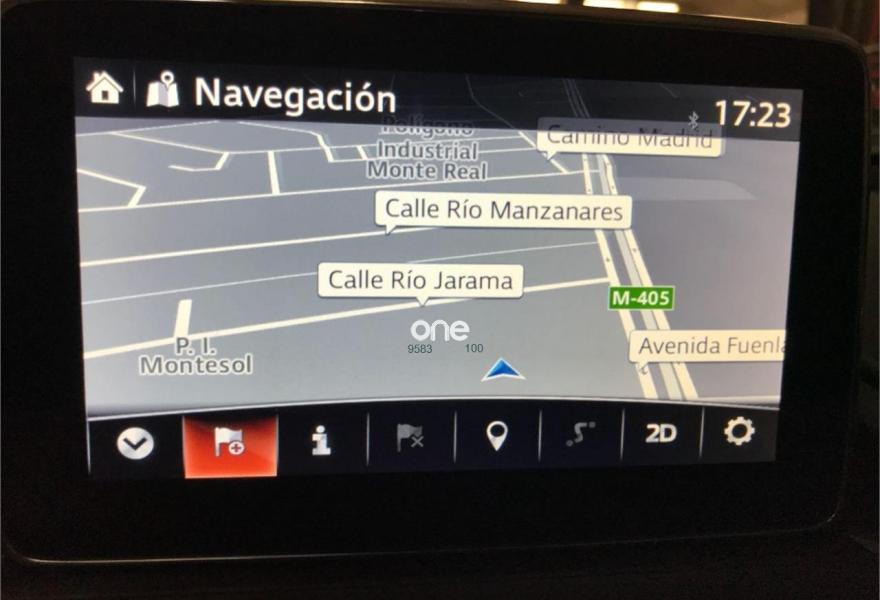 Navegación
17:23
Polígono
Industrial
Monte Real
Camino Madrid
Calle Río Manzanares
Calle Río Jarama
M-405
one
9583 100
P. I.
Montesol
Avenida Fuenla
2D